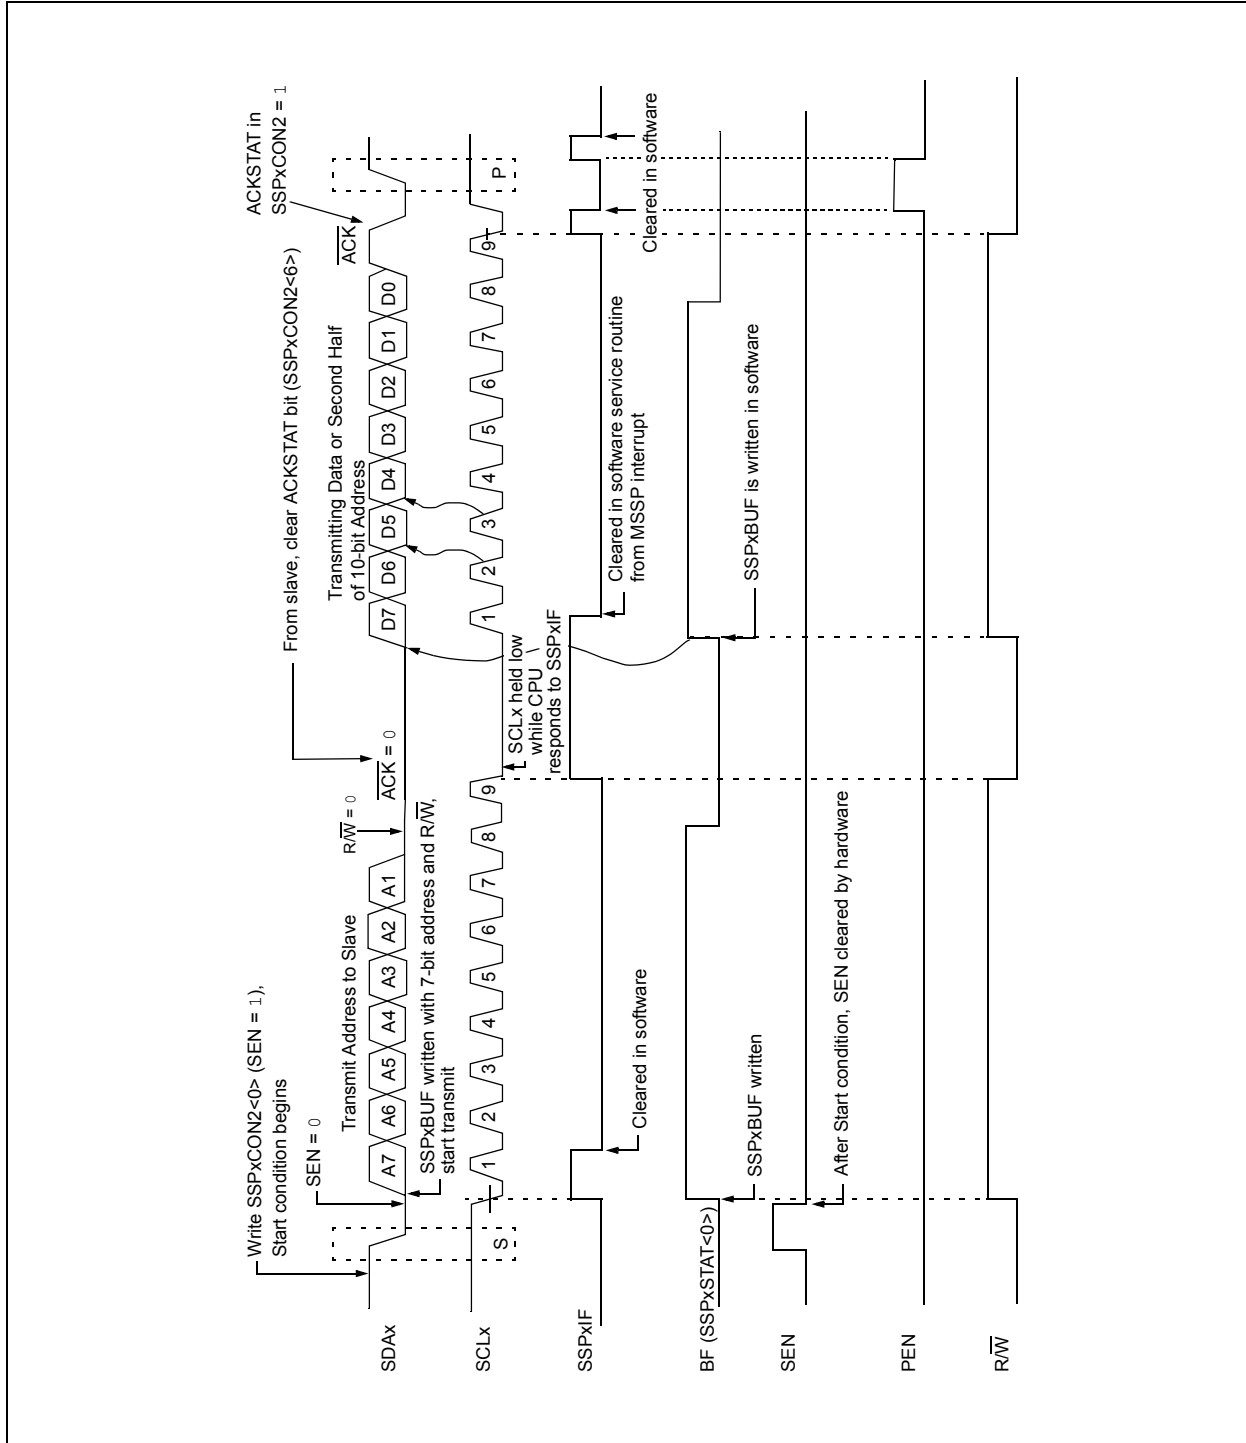 Write SSPxCON2<0> (SEN = 1),
Start condition begins
SEN = 0
Transmit Address to Slave
R/W = 0
From slave, clear ACKSTAT bit (SSPxCON2<6>)
ACK = 0
Transmitting Data or Second Half
of 10-bit Address
ACKSTAT in
SSPxCON2 = 1
ACK
SDAx
A7 A6 A5 A4 A3 A2 A1
D7 D6 D5 D4 D3 D2 D1 D0
SSPxBUF written with 7-bit address and R/W,
start transmit
SCLx
S
1 2 3 4 5 6 7 8 9
1 2 3 4 5 6 7 8 9
P
SCLx held low
while CPU
responds to SSPxIF
SSPxIF
Cleared in software
Cleared in software service routine
from MSSP interrupt
Cleared in software
BF (SSPxSTAT<0>)
SSPxBUF written
SSPxBUF is written in software
SEN
After Start condition, SEN cleared by hardware
PEN
R/W